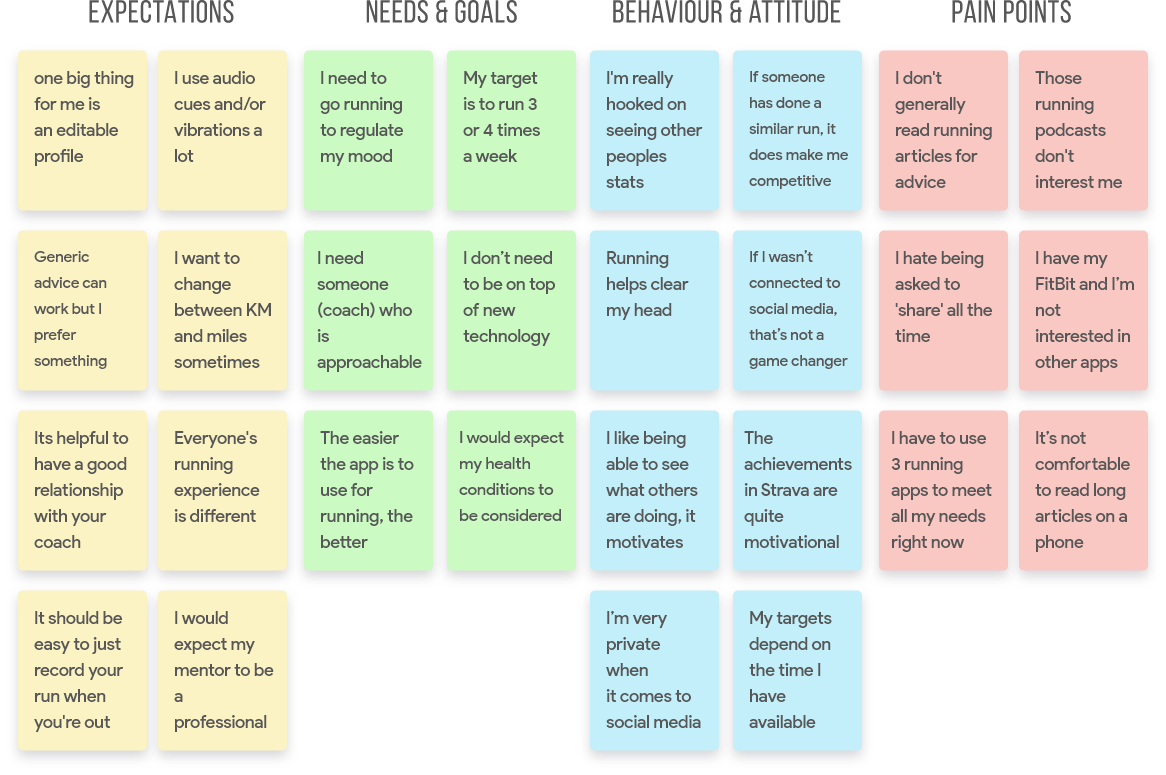 EXPECTATIONS
one big thing
for me is
an editable
profile
I use audio
cues and/or
vibrations a
lot
Generic
advice can
work but I
prefer
something
I want to
change
between KM
and miles
sometimes
Its helpful to
have a good
relationship
with your
coach
Everyone's
running
experience
is different
It should be
easy to just
record your
run when
you're out
I would
expect my
mentor to be
a
professional
NEEDS & GOALS
I need to
go running
to regulate
my mood
My target
is to run 3
or 4 times
a week
I need
someone
(coach) who
is
approachable
I don’t need
to be on top
of new
technology
The easier
the app is to
use for
running, the
better
I would expect
my health
conditions to
be considered
BEHAVIOUR & ATTITUDE
I'm really
hooked on
seeing other
peoples
stats
If someone
has done a
similar run, it
does make me
competitive
Running
helps clear
my head
If I wasn’t
connected to
social media,
that’s not a
game changer
I like being
able to see
what others
are doing, it
motivates
The
achievements
in Strava are
quite
motivational
I’m very
private
when
it comes to
social media
My targets
depend on
the time I
have
available
PAIN POINTS
I don't
generally
read running
articles for
advice
Those
running
podcasts
don't
interest me
I hate being
asked to
'share' all the
time
I have my
FitBit and I’m
not
interested in
other apps
I have to use
3 running
apps to meet
all my needs
right now
It’s not
comfortable
to read long
articles on a
phone